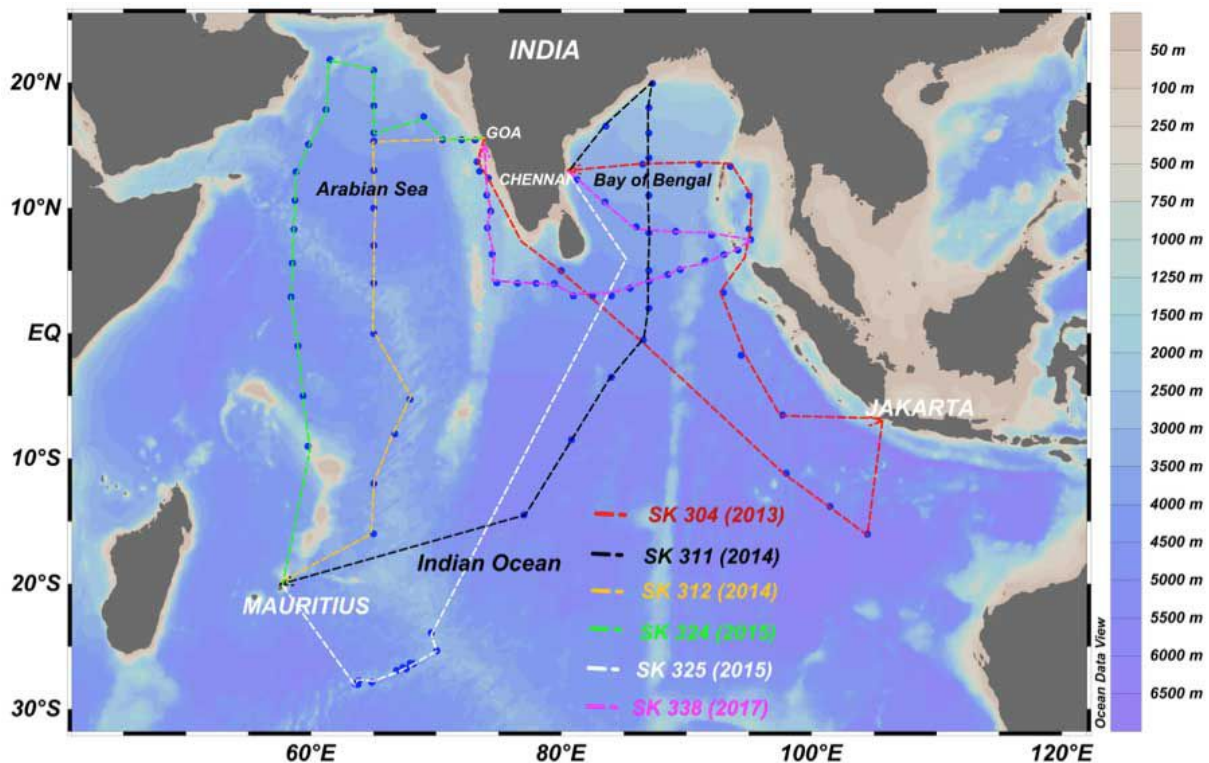 INDIA
20°N
10°N
EQ
10°S
20°S
30°S
GOA
CHENNAI
Arabian Sea
Bay of Bengal
JAKARTA
Indian Ocean
MAURITIUS
SK 304 (2013)
SK 311 (2014)
SK 312 (2014)
SK 324 (2015)
SK 325 (2015)
SK 338 (2017)
60°E
80°E
100°E
120°E
Ocean Data View
50 m
100 m
250 m
500 m
750 m
1000 m
1250 m
2000 m
2500 m
3000 m
3500 m
4000 m
4500 m
5000 m
5500 m
6000 m
6500 m